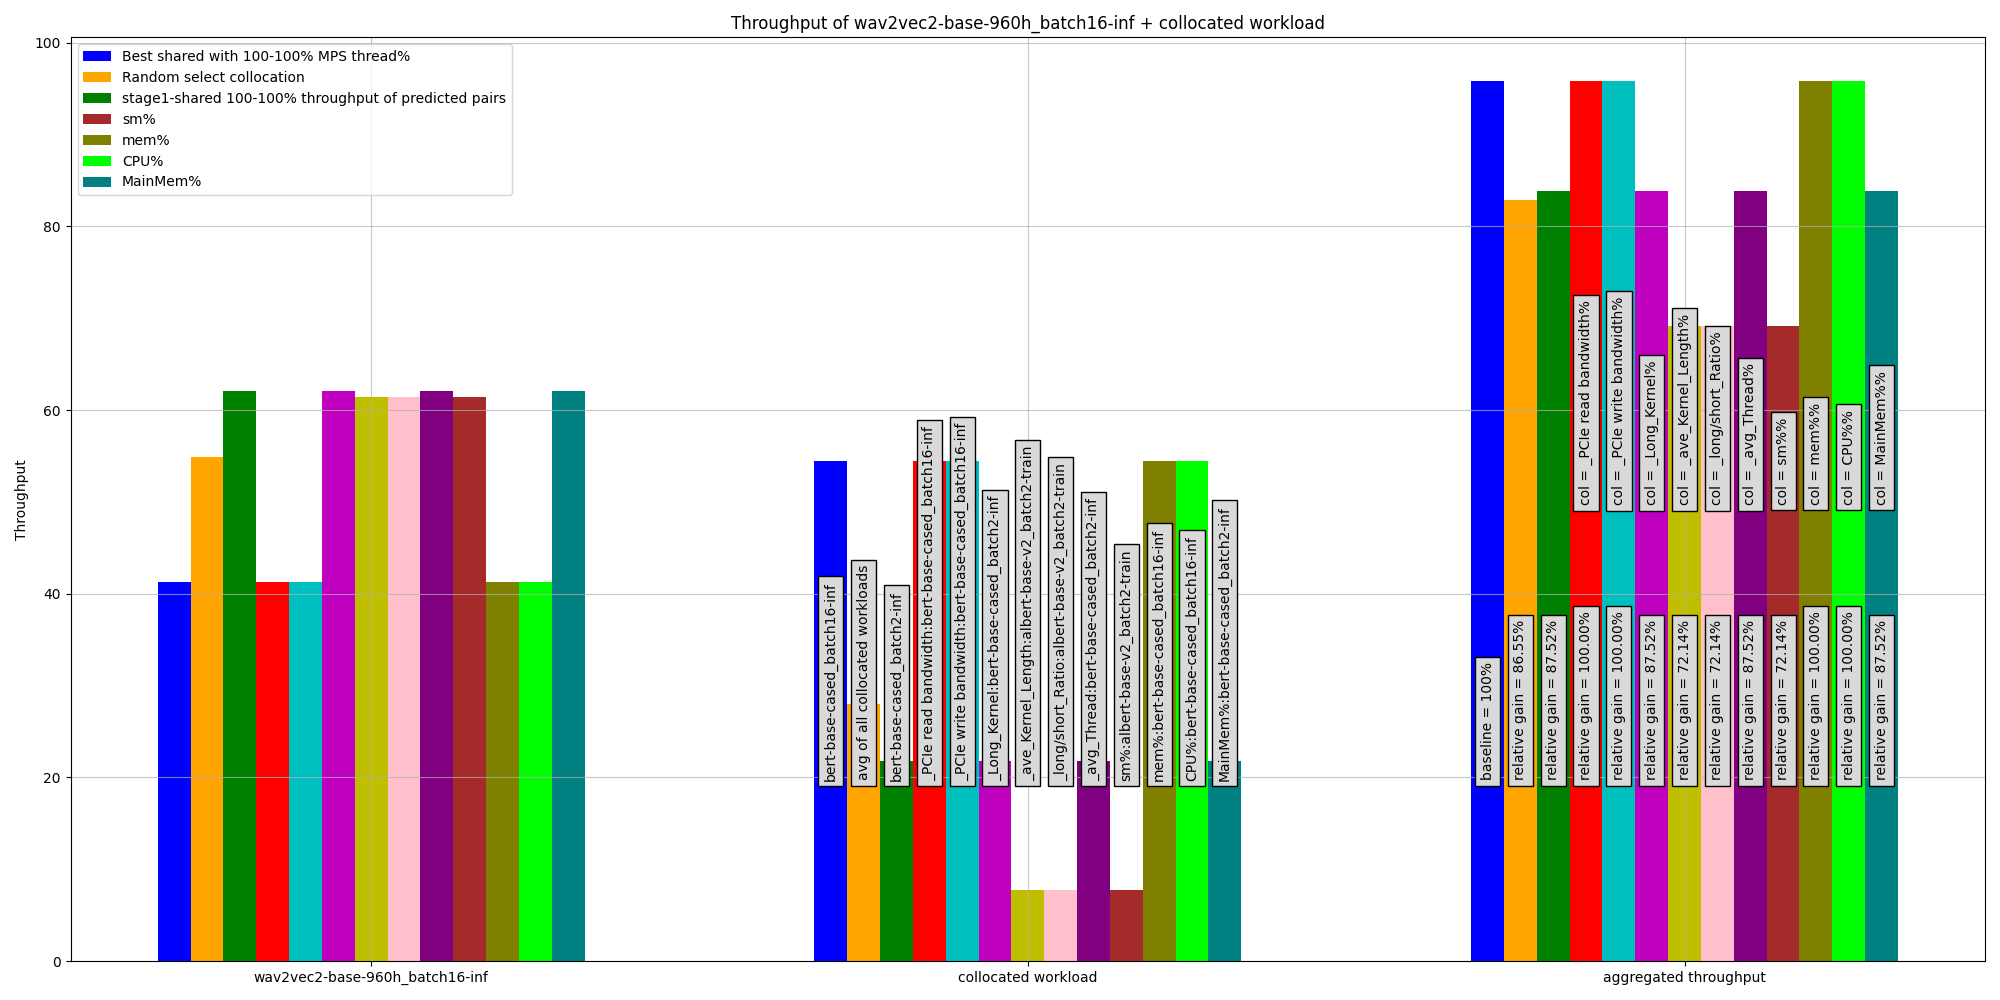 Throughput of wav2vec2-base-960h_batch16-inf + collocated workload
Best shared with 100-100% MPS thread%
Random select collocation
stage1-shared 100-100% throughput of predicted pairs
sm%
mem%
CPU%
MainMem%
Throughput
100
80
60
40
20
0
bert-base-cased_batch16-inf
avg of all collocated workloads
bert-base-cased_batch2-inf
_PCIe read bandwidth:bert-base-cased_batch16-inf
_PCIe write bandwidth:bert-base-cased_batch16-inf
_Long_Kernel:bert-base-cased_batch2-inf
_ave_Kernel_Length:albert-base-v2_batch2-train
_long/short_Ratio:albert-base-v2_batch2-train
_avg_Thread:bert-base-cased_batch2-inf
sm%:albert-base-v2_batch2-train
mem%:bert-base-cased_batch16-inf
CPU%:bert-base-cased_batch16-inf
MainMem%:bert-base-cased_batch2-inf
col = _PCIe read bandwidth%
col = _PCIe write bandwidth%
col = _Long_Kernel%
col = _ave_Kernel_Length%
col = _long/short_Ratio%
col = _avg_Thread%
col = sm%%
col = mem%%
col = CPU%%
col = MainMem%%
baseline = 100%
relative gain = 86.55%
relative gain = 87.52%
relative gain = 100.00%
relative gain = 100.00%
relative gain = 87.52%
relative gain = 72.14%
relative gain = 72.14%
relative gain = 87.52%
relative gain = 72.14%
relative gain = 100.00%
relative gain = 100.00%
relative gain = 87.52%
wav2vec2-base-960h_batch16-inf
collocated workload
aggregated throughput